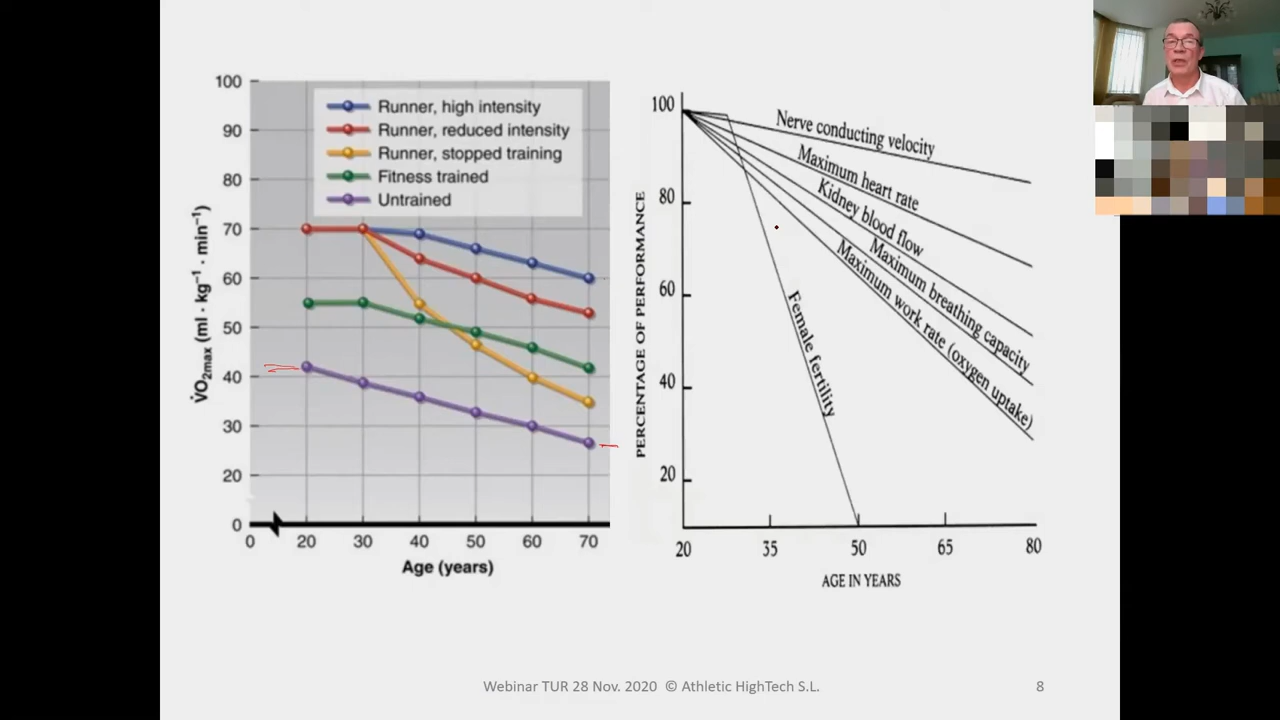 100
90
80
70
60
50
40
30
20
0
V̇O2max (ml · kg−1 · min−1)
Runner, high intensity
Runner, reduced intensity
Runner, stopped training
Fitness trained
Untrained
0 20 30 40 50 60 70
Age (years)
100
80
60
40
20
PERCENTAGE OF PERFORMANCE
Nerve conducting velocity
Maximum heart rate
Kidney blood flow
Maximum breathing capacity
Maximum work rate (oxygen uptake)
Female fertility
20 35 50 65 80
AGE IN YEARS
Webinar TUR 28 Nov. 2020 © Athletic HighTech S.L.
8